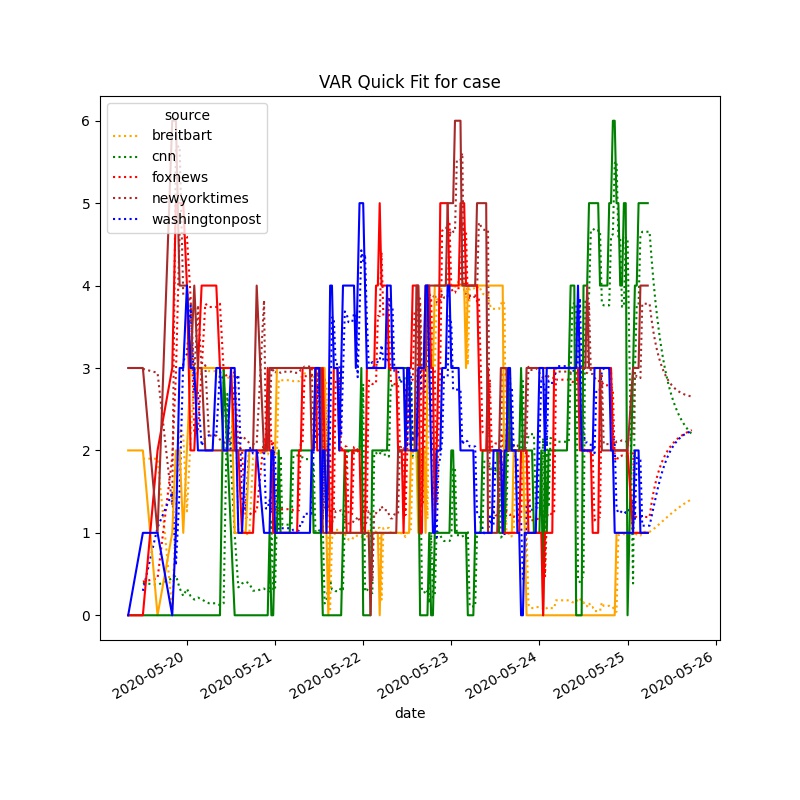 VAR Quick Fit for case
source
breitbart
cnn
foxnews
newyorktimes
washingtonpost
6
5
4
3
2
1
0
2020-05-20
2020-05-21
2020-05-22
2020-05-23
2020-05-24
2020-05-25
2020-05-26
date